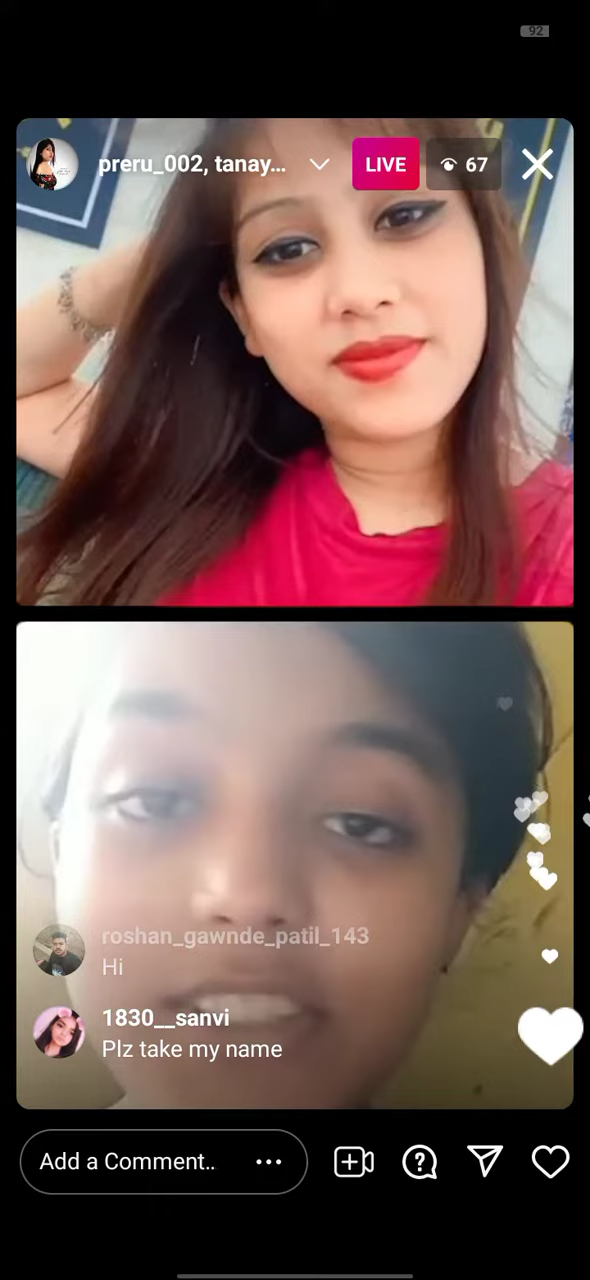 92
preru_002, tanay...
LIVE
67
roshan_gawnde_patil_143
Hi
1830__sanvi
Plz take my name
Add a Comment..